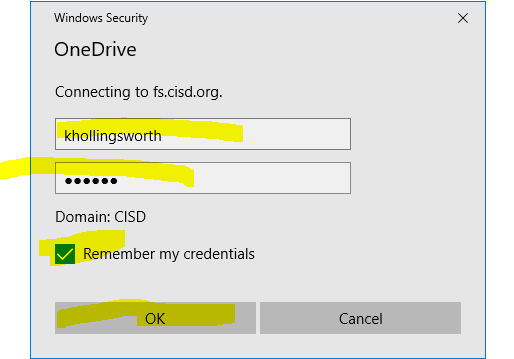 Windows Security
OneDrive
Connecting to fs.cisd.org.
khollingsworth
••••••
Domain: CISD
Remember my credentials
OK Cancel